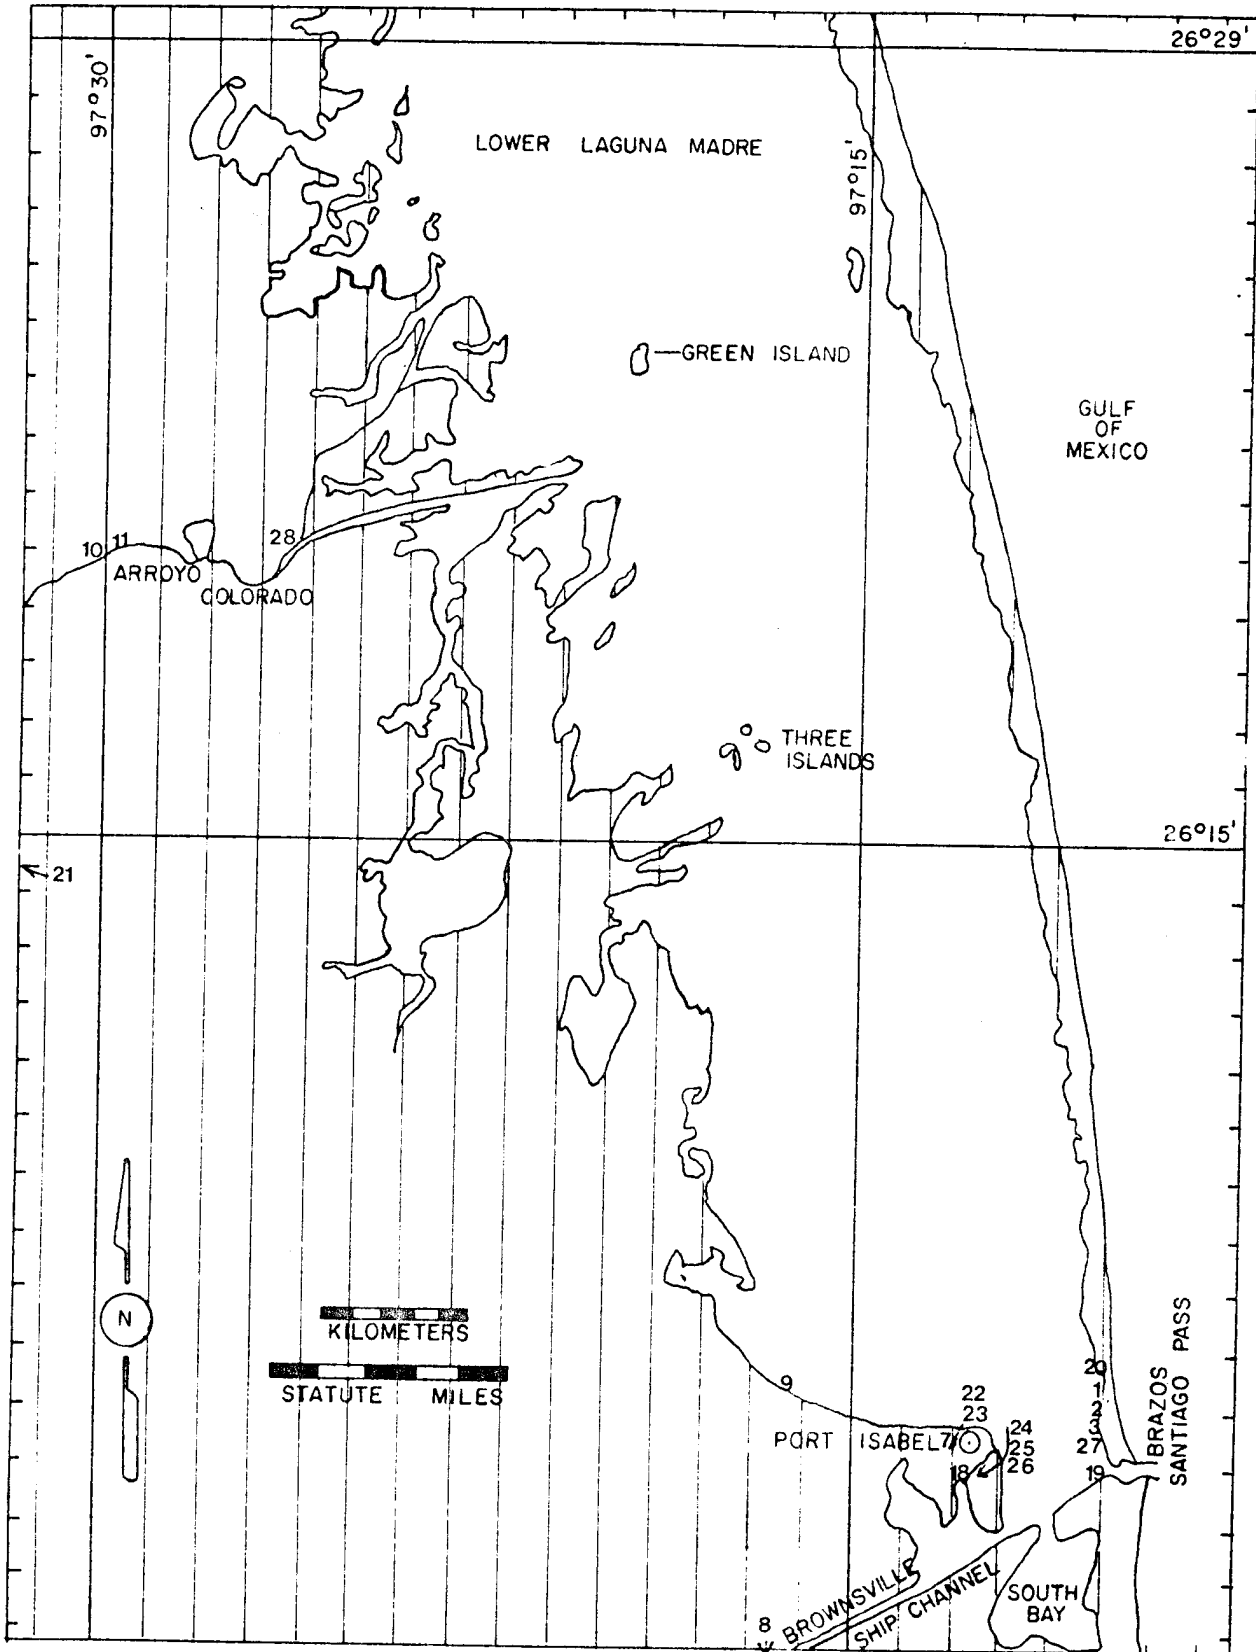 26°29'
97°30'
LOWER LAGUNA MADRE
97°15'
GREEN ISLAND
GULF
OF
MEXICO
28
10 11
ARROYO
COLORADO
THREE
ISLANDS
26°15'
21
N
KILOMETERS
STATUTE MILES
9
20
1
2
3
27
19
22
23
24
25
26
PORT ISABEL
7
18
BRAZOS
SANTIAGO PASS
8
BROWNSVILLE
SHIP CHANNEL
SOUTH
BAY